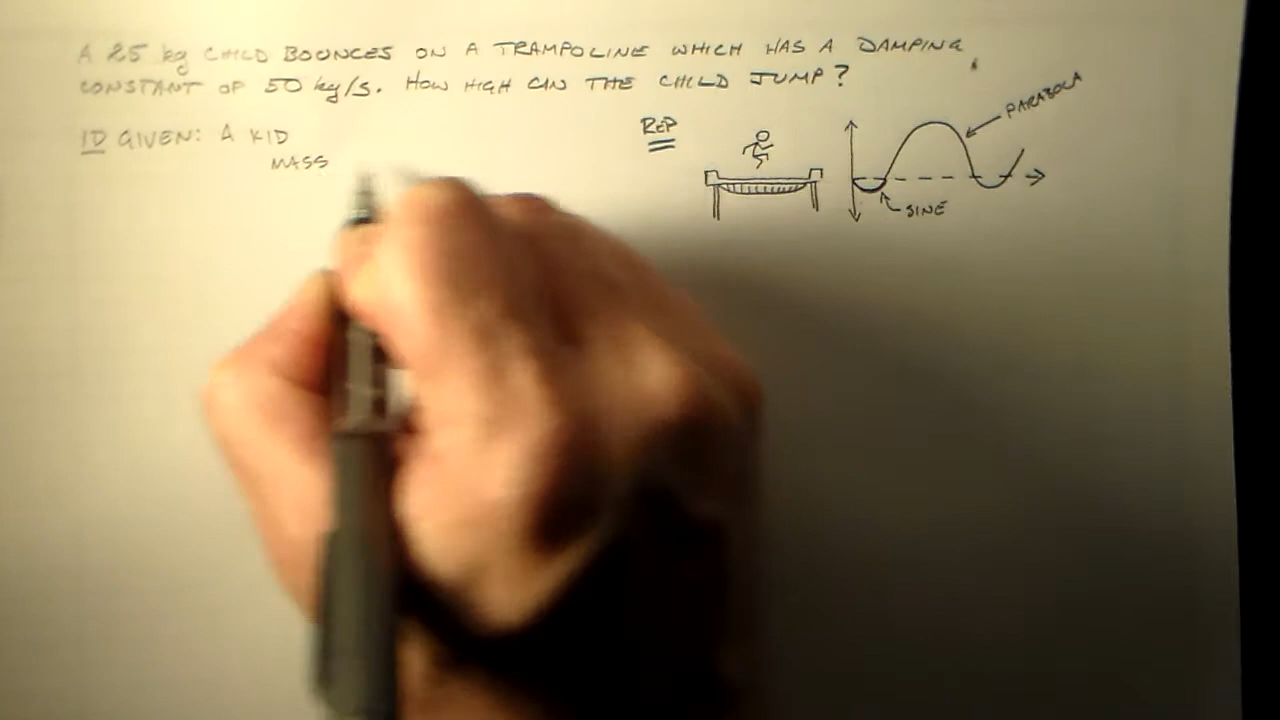 A 25 kg CHILD BOUNCES ON A TRAMPOLINE WHICH HAS A DAMPING
CONSTANT OF 50 kg/s. HOW HIGH CAN THE CHILD JUMP?
ID GIVEN: A KID
MASS
REP
PARABOLA
SINE